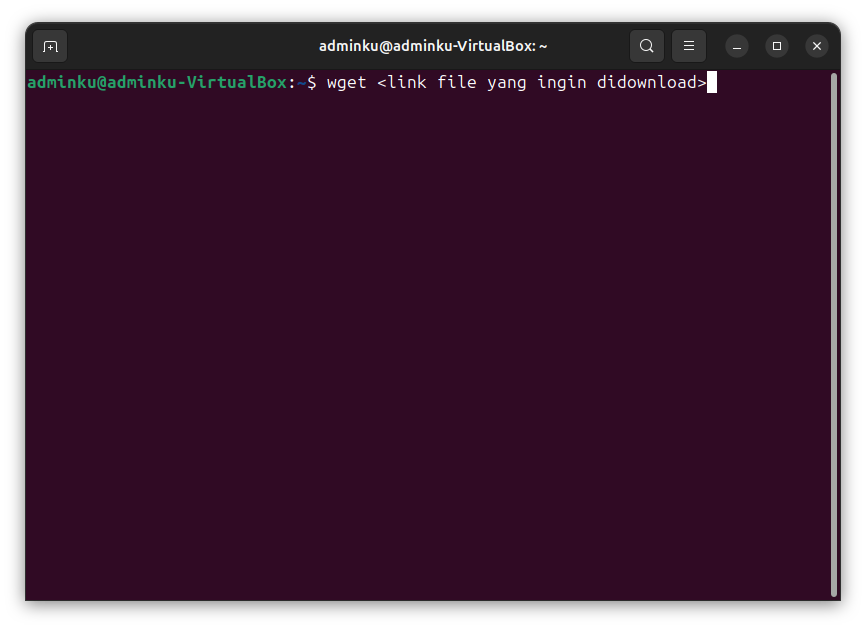 adminku@adminku-VirtualBox: ~
adminku@adminku-VirtualBox:~$ wget <link file yang ingin didownload>